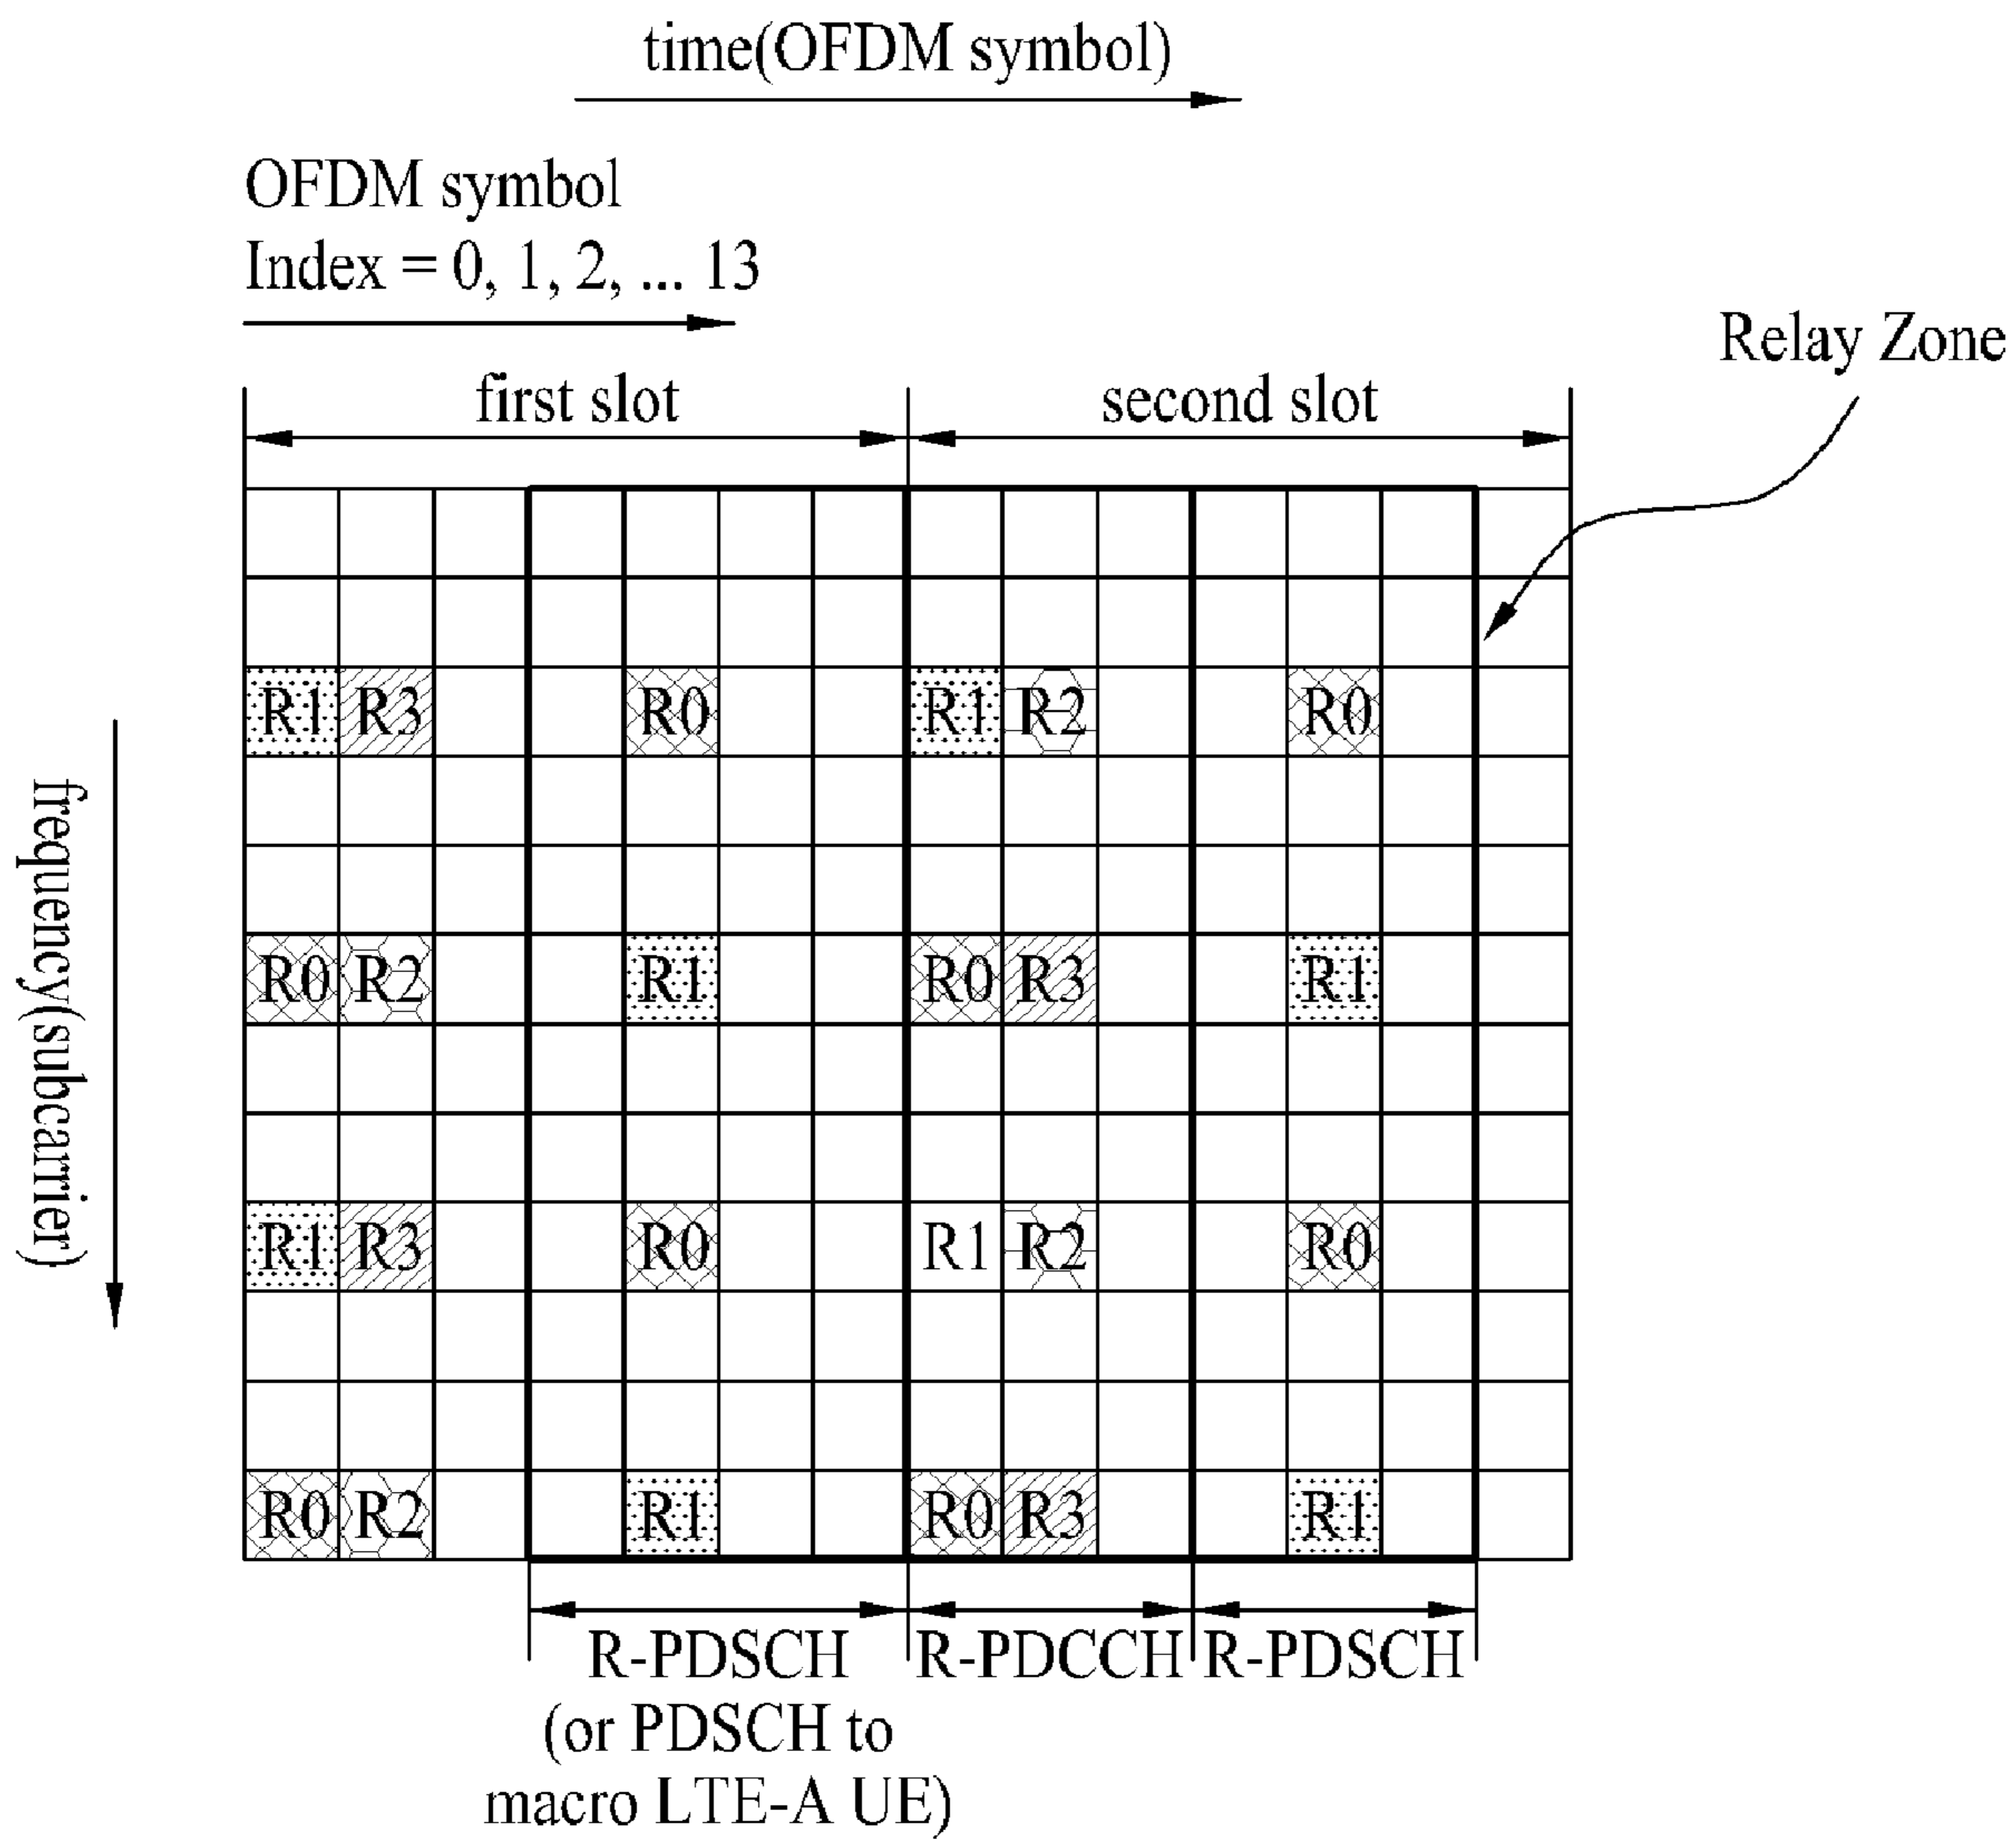 time(OFDM symbol)
OFDM symbol
Index = 0, 1, 2, ... 13
Relay Zone
first slot second slot
R1 R3 R0 R1 R2 R0
R0 R2 R1 R0 R3 R1
R1 R3 R0 R1 R2 R0
R0 R2 R1 R0 R3 R1
frequency(subcarrier)
R-PDSCH R-PDCCH R-PDSCH
(or PDSCH to
macro LTE-A UE)